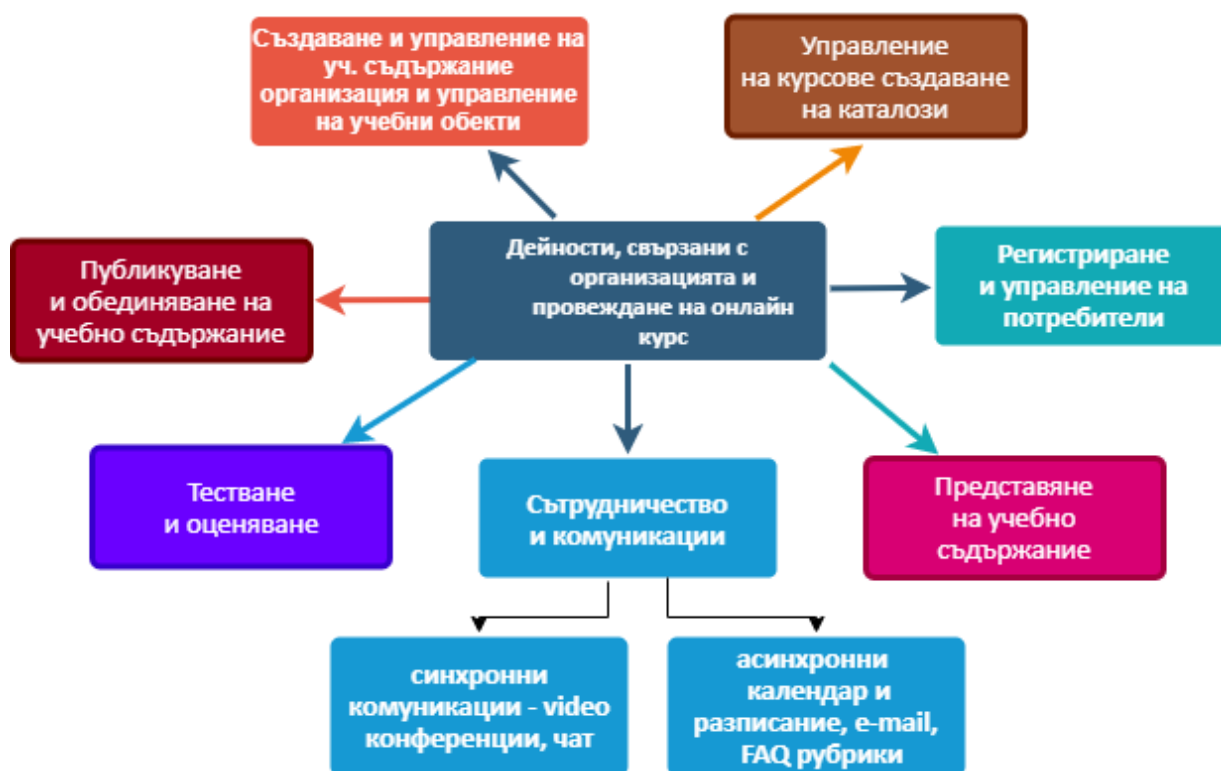 Създаване и управление на
уч. съдържание
организация и управление
на учебни обекти
Управление
на курсове създаване
на каталози
Дейности, свързани с
организацията и
провеждане на онлайн
курс
Регистриране
и управление на
потребители
Публикуване
и обединяване на
учебно съдържание
Тестване
и оценяване
Сътрудничество
и комуникации
Представяне
на учебно
съдържание
синхронни
комуникации - video
конференции, чат
асинхронни
календар и
разписание, e-mail,
FAQ рубрики